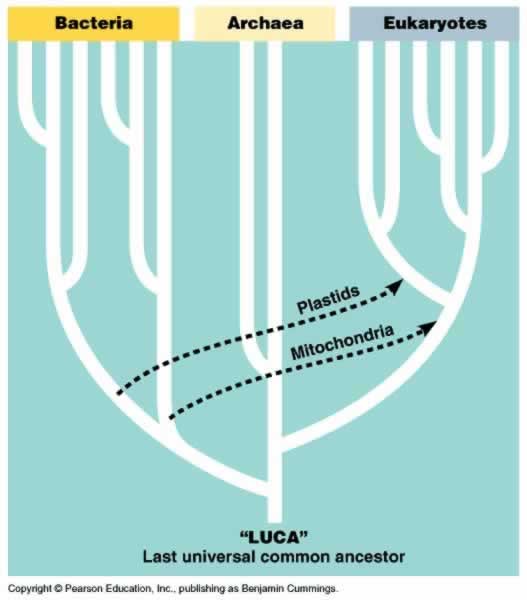 Bacteria
Archaea
Eukaryotes
Plastids
Mitochondria
“LUCA”
Last universal common ancestor
Copyright © Pearson Education, Inc., publishing as Benjamin Cummings.